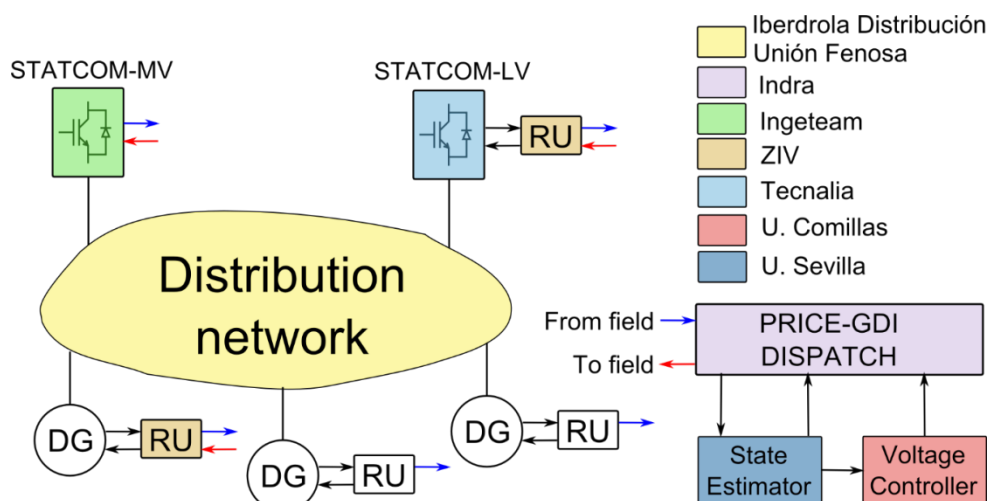 STATCOM-MV
STATCOM-LV
RU
Distribution
network
DG
RU
DG
RU
DG
RU
Iberdrola Distribución
Unión Fenosa
Indra
Ingeteam
ZIV
Tecnalia
U. Comillas
U. Sevilla
From field
To field
PRICE-GDI
DISPATCH
State
Estimator
Voltage
Controller